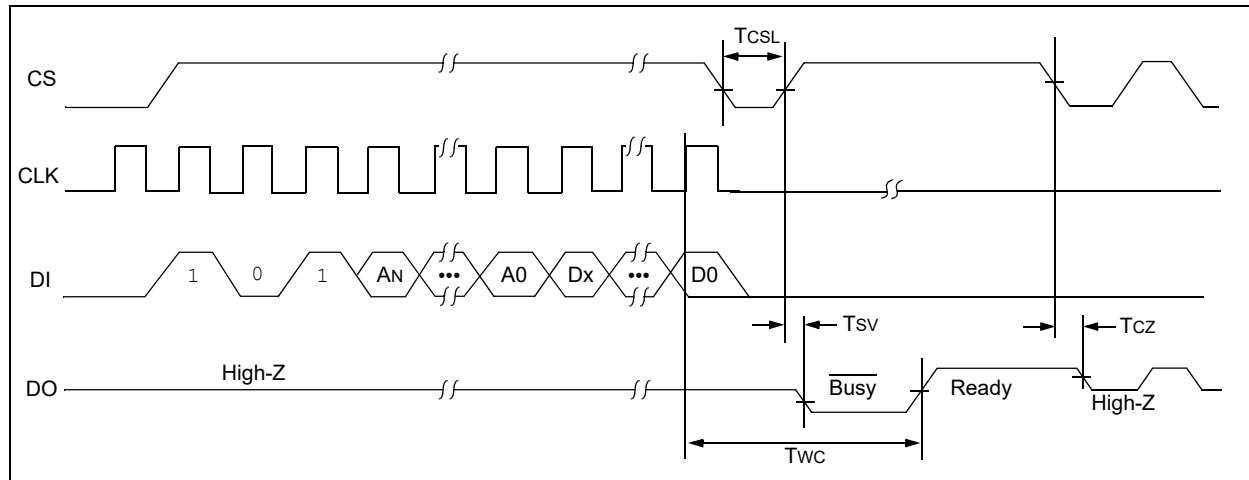 TCSL
CS
CLK
DI 1 0 1 AN ••• A0 Dx ••• D0
TSV TCZ
High-Z
DO Busy Ready High-Z
TWC